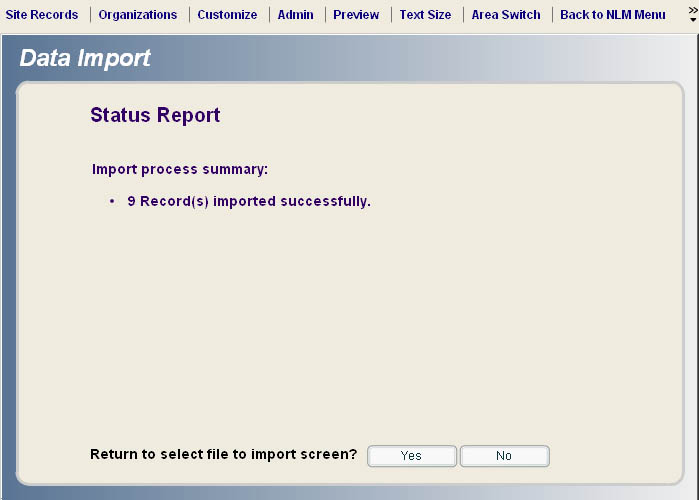 Site Records | Organizations | Customize | Admin | Preview | Text Size | Area Switch | Back to NLM Menu »
Data Import
Status Report
Import process summary:
• 9 Record(s) imported successfully.
Return to select file to import screen? Yes No